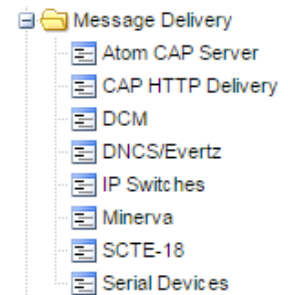 Message Delivery
Atom CAP Server
CAP HTTP Delivery
DCM
DNCS/Evertz
IP Switches
Minerva
SCTE-18
Serial Devices